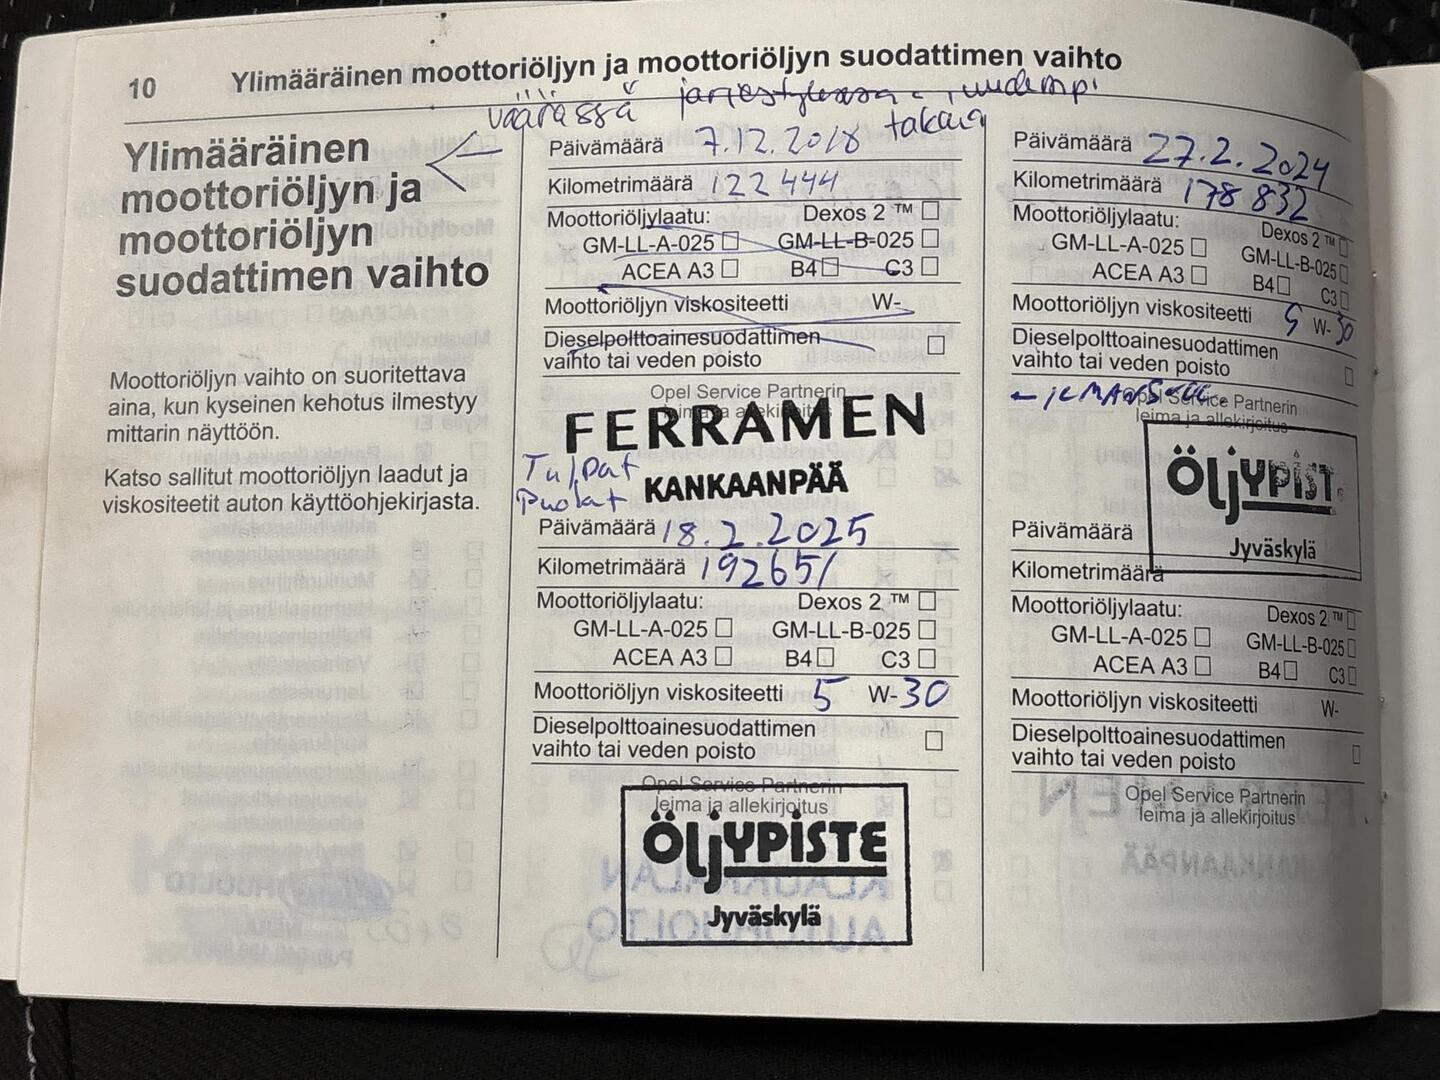 10 Ylimääräinen moottoriöljyn ja moottoriöljyn suodattimen vaihto
väärässä järjestyksessä, uudempi
takana
Ylimääräinen
moottoriöljyn ja
moottoriöljyn
suodattimen vaihto
Moottoriöljyn vaihto on suoritettava
aina, kun kyseinen kehotus ilmestyy
mittarin näyttöön.
Katso sallitut moottoriöljyn laadut ja
viskositeetit auton käyttöohjekirjasta.
Päivämäärä 7.12.2018
Kilometrimäärä 122 444
Moottoriöljylaatu: Dexos 2 ™
GM-LL-A-025 GM-LL-B-025
ACEA A3 B4 C3
Moottoriöljyn viskositeetti W-
Dieselpolttoainesuodattimen
vaihto tai veden poisto
Opel Service Partnerin
leima ja allekirjoitus
FERRAMEN
KANKAANPÄÄ
Tulpat
Puolat
Päivämäärä 18.2.2025
Kilometrimäärä 192651
Moottoriöljylaatu: Dexos 2 ™
GM-LL-A-025 GM-LL-B-025
ACEA A3 B4 C3
Moottoriöljyn viskositeetti 5 W-30
Dieselpolttoainesuodattimen
vaihto tai veden poisto
Opel Service Partnerin
leima ja allekirjoitus
ÖLJYPISTE
Jyväskylä
Päivämäärä 27.2.2024
Kilometrimäärä 178 832
Moottoriöljylaatu: Dexos 2 ™
GM-LL-A-025 GM-LL-B-025
ACEA A3 B4 C3
Moottoriöljyn viskositeetti 5 W-30
Dieselpolttoainesuodattimen
vaihto tai veden poisto
Opel Service Partnerin
leima ja allekirjoitus
ÖLJYPIST
Jyväskylä
Päivämäärä
Kilometrimäärä
Moottoriöljylaatu: Dexos 2 ™
GM-LL-A-025 GM-LL-B-025
ACEA A3 B4 C3
Moottoriöljyn viskositeetti W-
Dieselpolttoainesuodattimen
vaihto tai veden poisto
Opel Service Partnerin
leima ja allekirjoitus